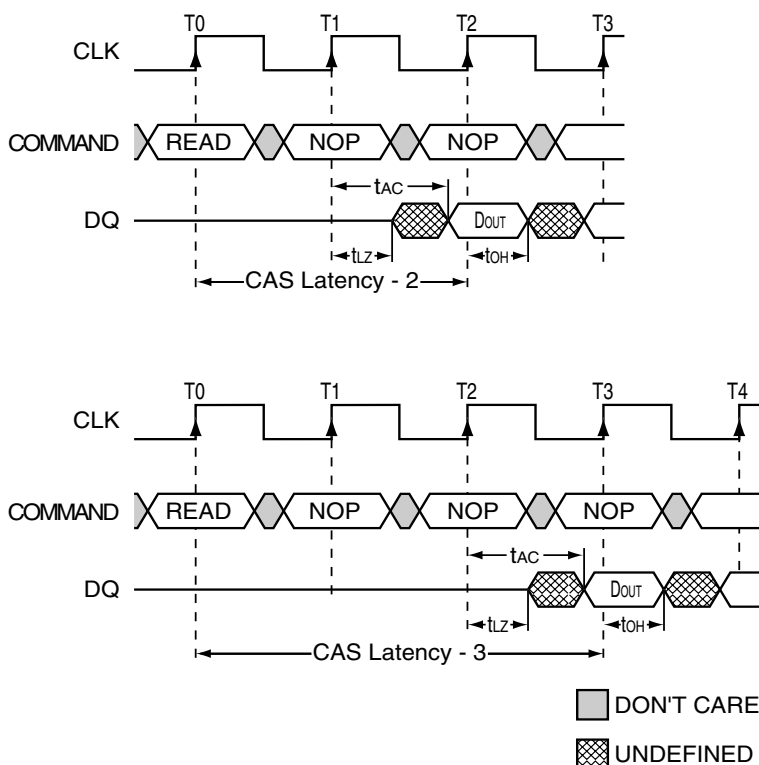 T0 T1 T2 T3
CLK
COMMAND READ NOP NOP
tAC
DQ DOUT
tLZ tOH
CAS Latency - 2
T0 T1 T2 T3 T4
CLK
COMMAND READ NOP NOP NOP
tAC
DQ DOUT
tLZ tOH
CAS Latency - 3
DON'T CARE
UNDEFINED